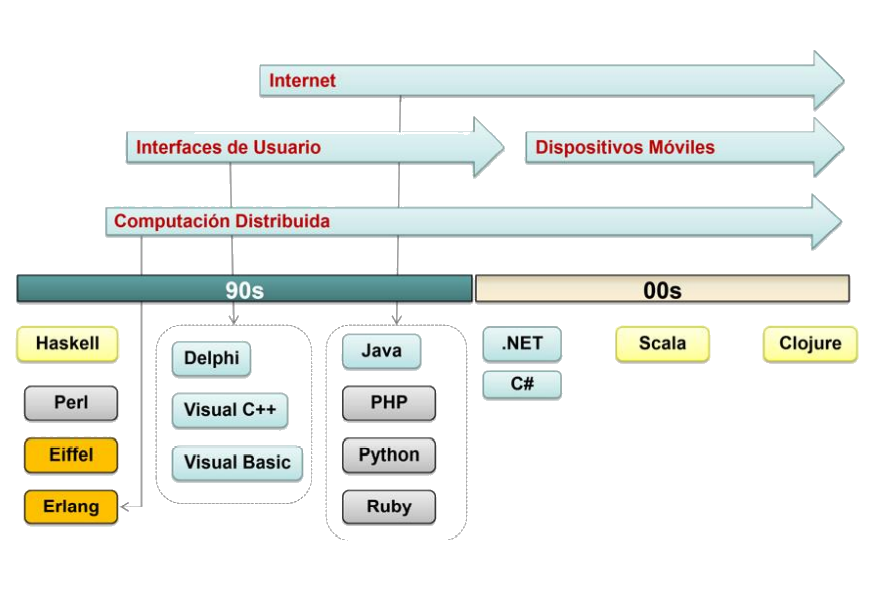 Internet
Interfaces de Usuario
Dispositivos Móviles
Computación Distribuida
90s
00s
Haskell
Perl
Eiffel
Erlang
Delphi
Visual C++
Visual Basic
Java
PHP
Python
Ruby
.NET
C#
Scala
Clojure